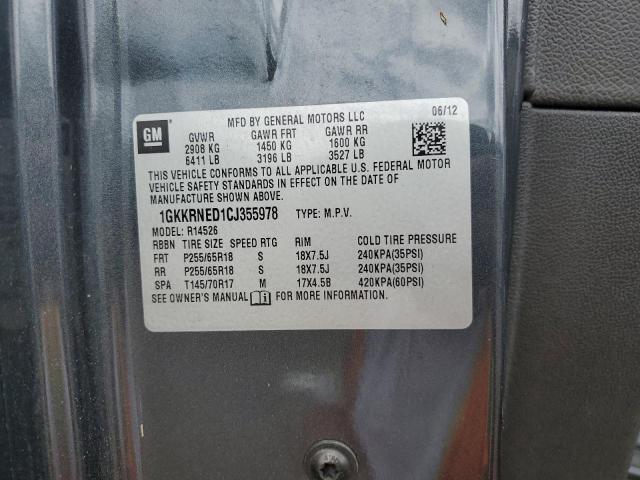 MFD BY GENERAL MOTORS LLC 06/12
GM GVWR GAWR FRT GAWR RR
2908 KG 1450 KG 1600 KG
6411 LB 3196 LB 3527 LB
THIS VEHICLE CONFORMS TO ALL APPLICABLE U.S. FEDERAL MOTOR
VEHICLE SAFETY STANDARDS IN EFFECT ON THE DATE OF
MANUFACTURE SHOWN ABOVE.
1GKKRNED1CJ355978 TYPE: M.P.V.
MODEL: R14526
RBBN TIRE SIZE SPEED RTG RIM COLD TIRE PRESSURE
FRT P255/65R18 S 18X7.5J 240KPA(35PSI)
RR P255/65R18 S 18X7.5J 240KPA(35PSI)
SPA T145/70R17 M 17X4.5B 420KPA(60PSI)
SEE OWNER'S MANUAL FOR MORE INFORMATION.